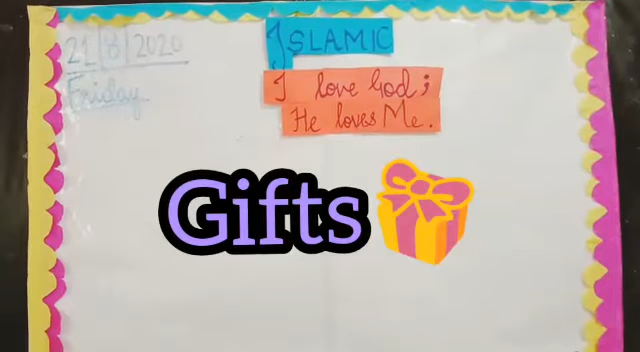 21/8/2020
Friday
ISLAMIC
I love God;
He loves Me.
Gifts